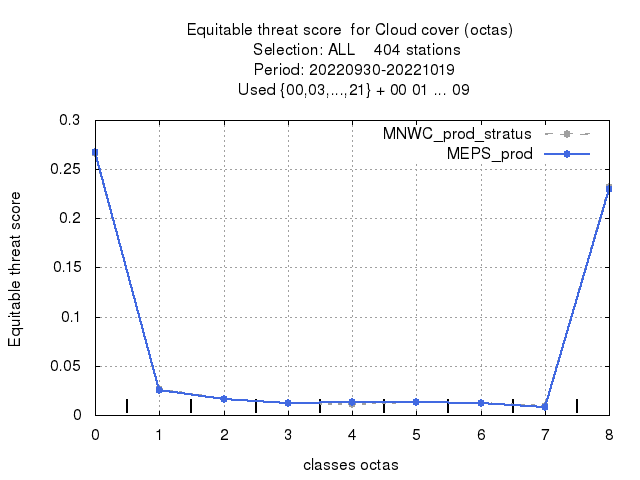 Equitable threat score  for Cloud cover (octas)
Selection: ALL    404 stations
Period: 20220930-20221019
Used {00,03,...,21} + 00 01 ... 09
MNWC_prod_stratus
MEPS_prod
0.3
0.25
0.2
0.15
0.1
0.05
0
Equitable threat score
0 1 2 3 4 5 6 7 8
classes octas